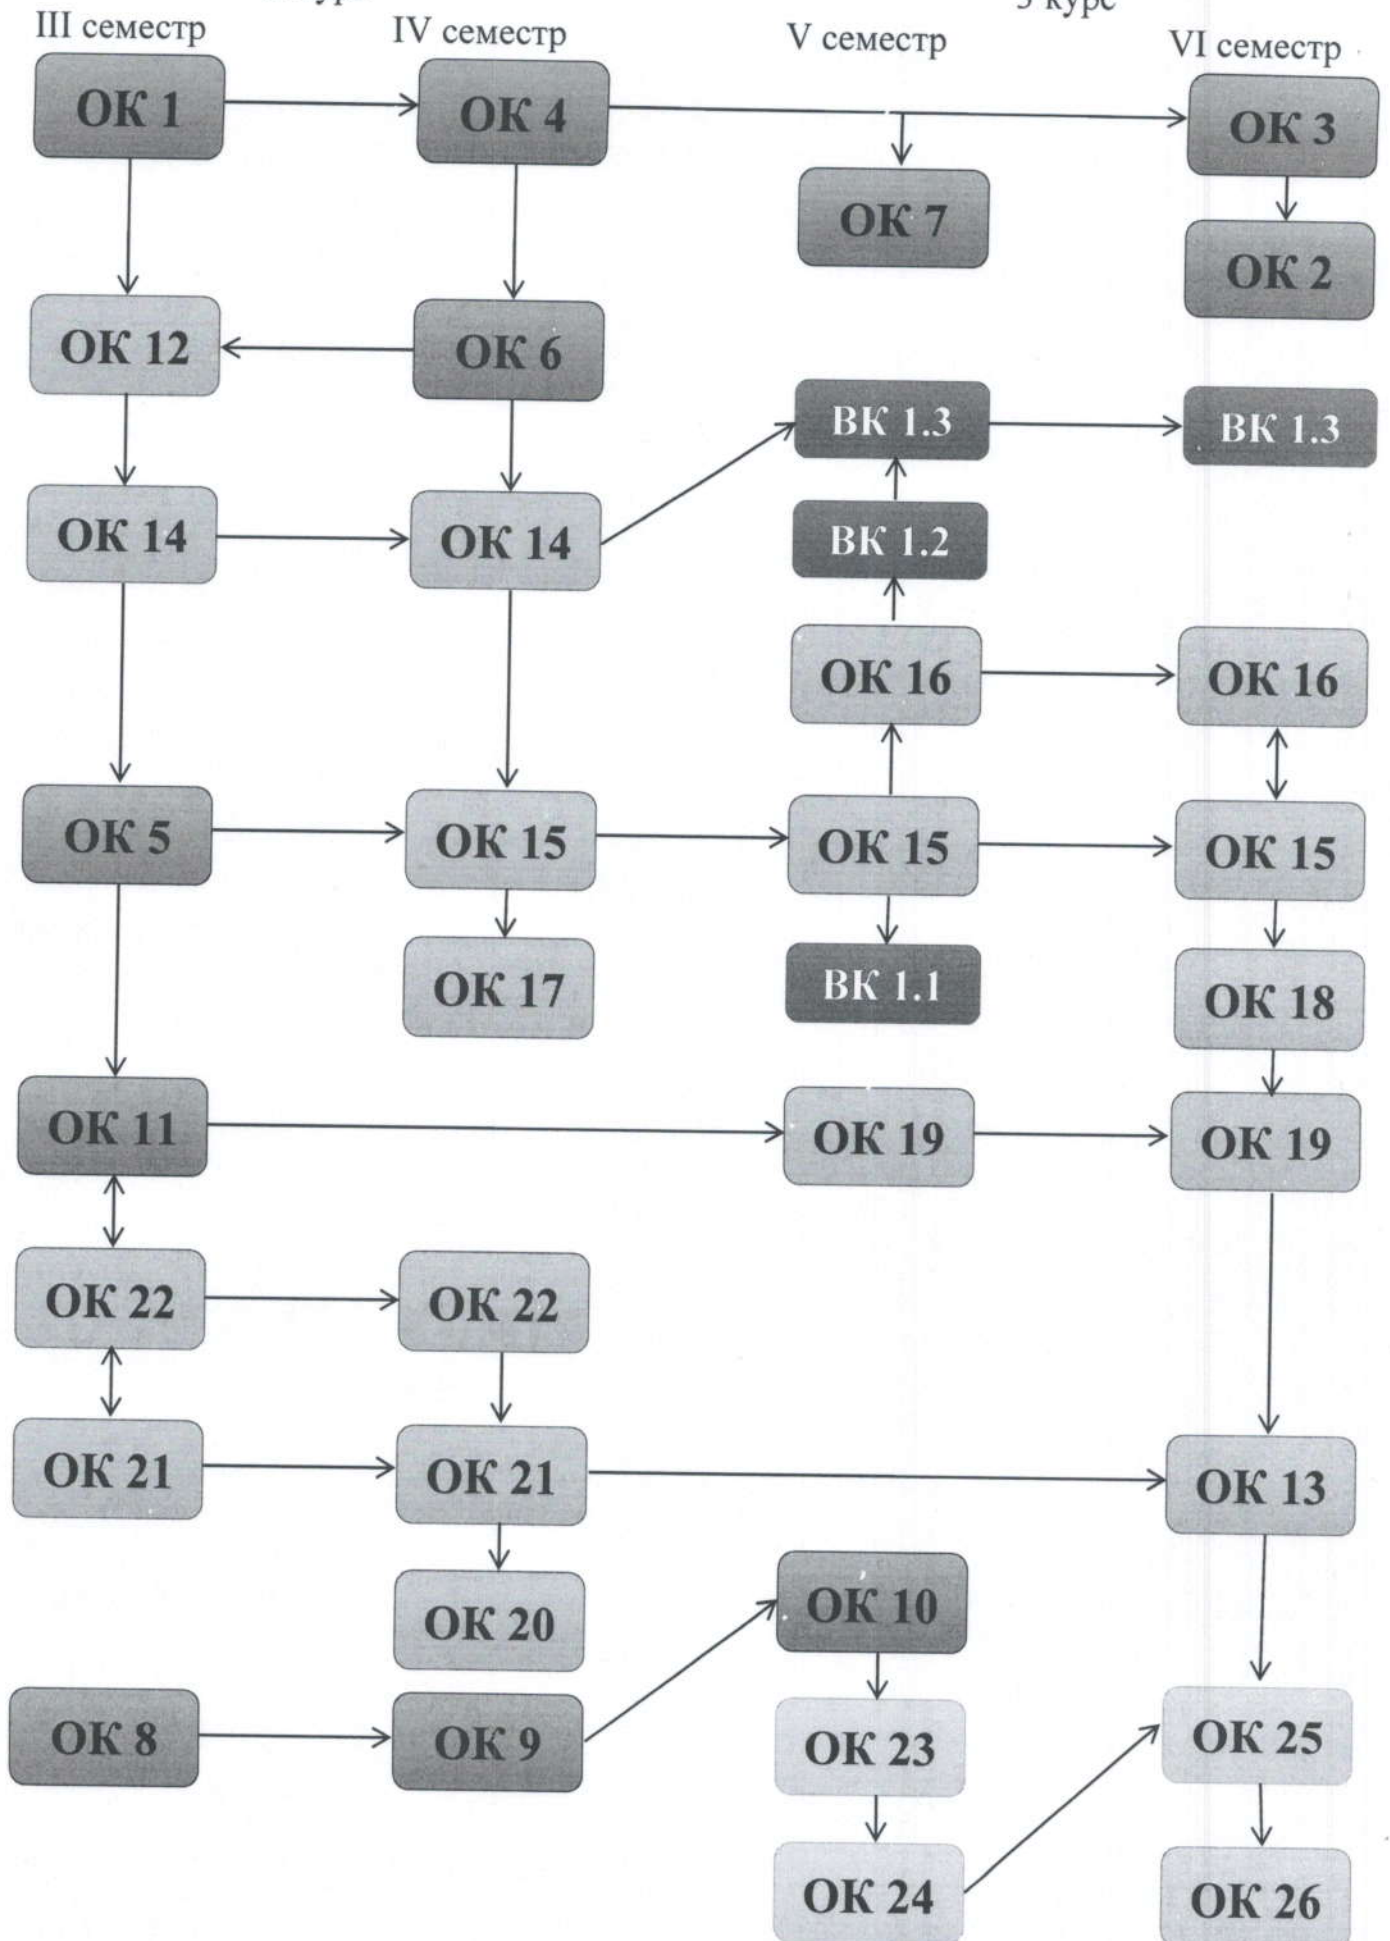 3 курс
III семестр IV семестр V семестр VI семестр
ОК 1 ОК 4 ОК 3
ОК 7
ОК 2
ОК 12 ОК 6
ВК 1.3 ВК 1.3
ОК 14 ОК 14 ВК 1.2
ОК 16 ОК 16
ОК 5 ОК 15 ОК 15 ОК 15
ОК 17 ВК 1.1 ОК 18
ОК 11 ОК 19 ОК 19
ОК 22 ОК 22
ОК 21 ОК 21 ОК 13
ОК 20 ОК 10
ОК 8 ОК 9 ОК 23 ОК 25
ОК 24 ОК 26